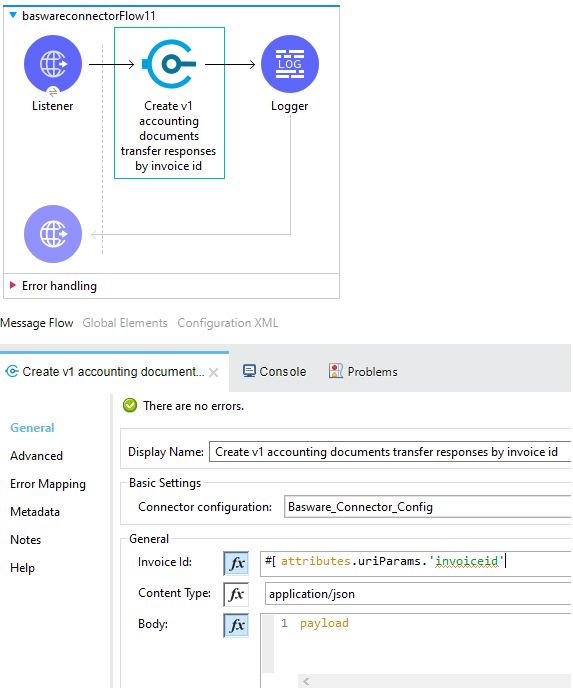 baswareconnectorFlow11
LOG
Listener
Create v1
accounting
documents
transfer responses
by invoice id
Logger
Error handling
Message Flow Global Elements Configuration XML
Create v1 accounting document... Console Problems
There are no errors.
General
Advanced
Error Mapping
Metadata
Notes
Help
Display Name: Create v1 accounting documents transfer responses by invoice id
Basic Settings
Connector configuration: Basware_Connector_Config
General
Invoice Id: fx #[ attributes.uriParams.'invoiceid'
Content Type: fx application/json
Body: fx 1 payload